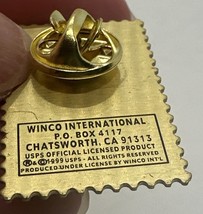 WINCO INTERNATIONAL
P.O. BOX 4117
CHATSWORTH, CA 91313
USPS OFFICIAL LICENSED PRODUCT
®&©1999 USPS - ALL RIGHTS RESERVED
PRODUCED UNDER LICENSE BY WINCO INT'L